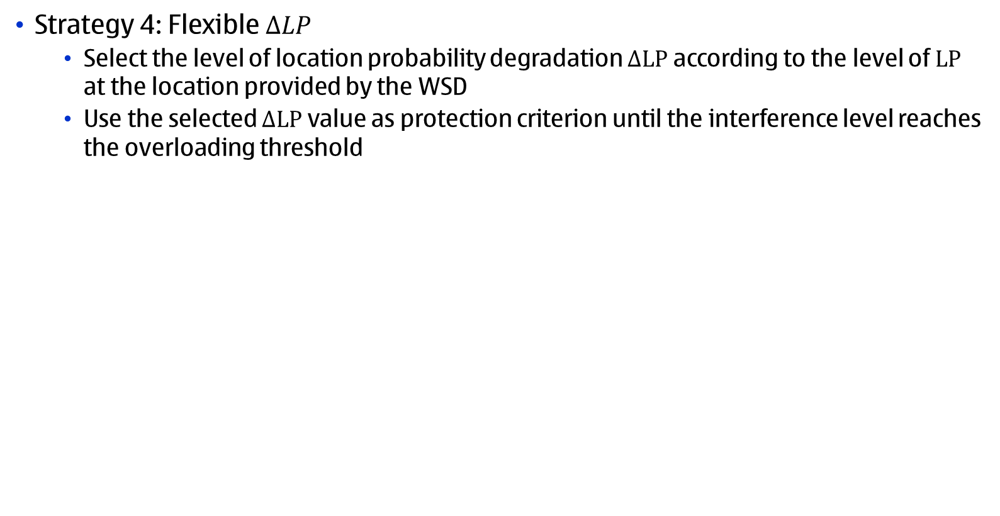 • Strategy 4: Flexible ΔLP
• Select the level of location probability degradation ΔLP according to the level of LP
at the location provided by the WSD
• Use the selected ΔLP value as protection criterion until the interference level reaches
the overloading threshold